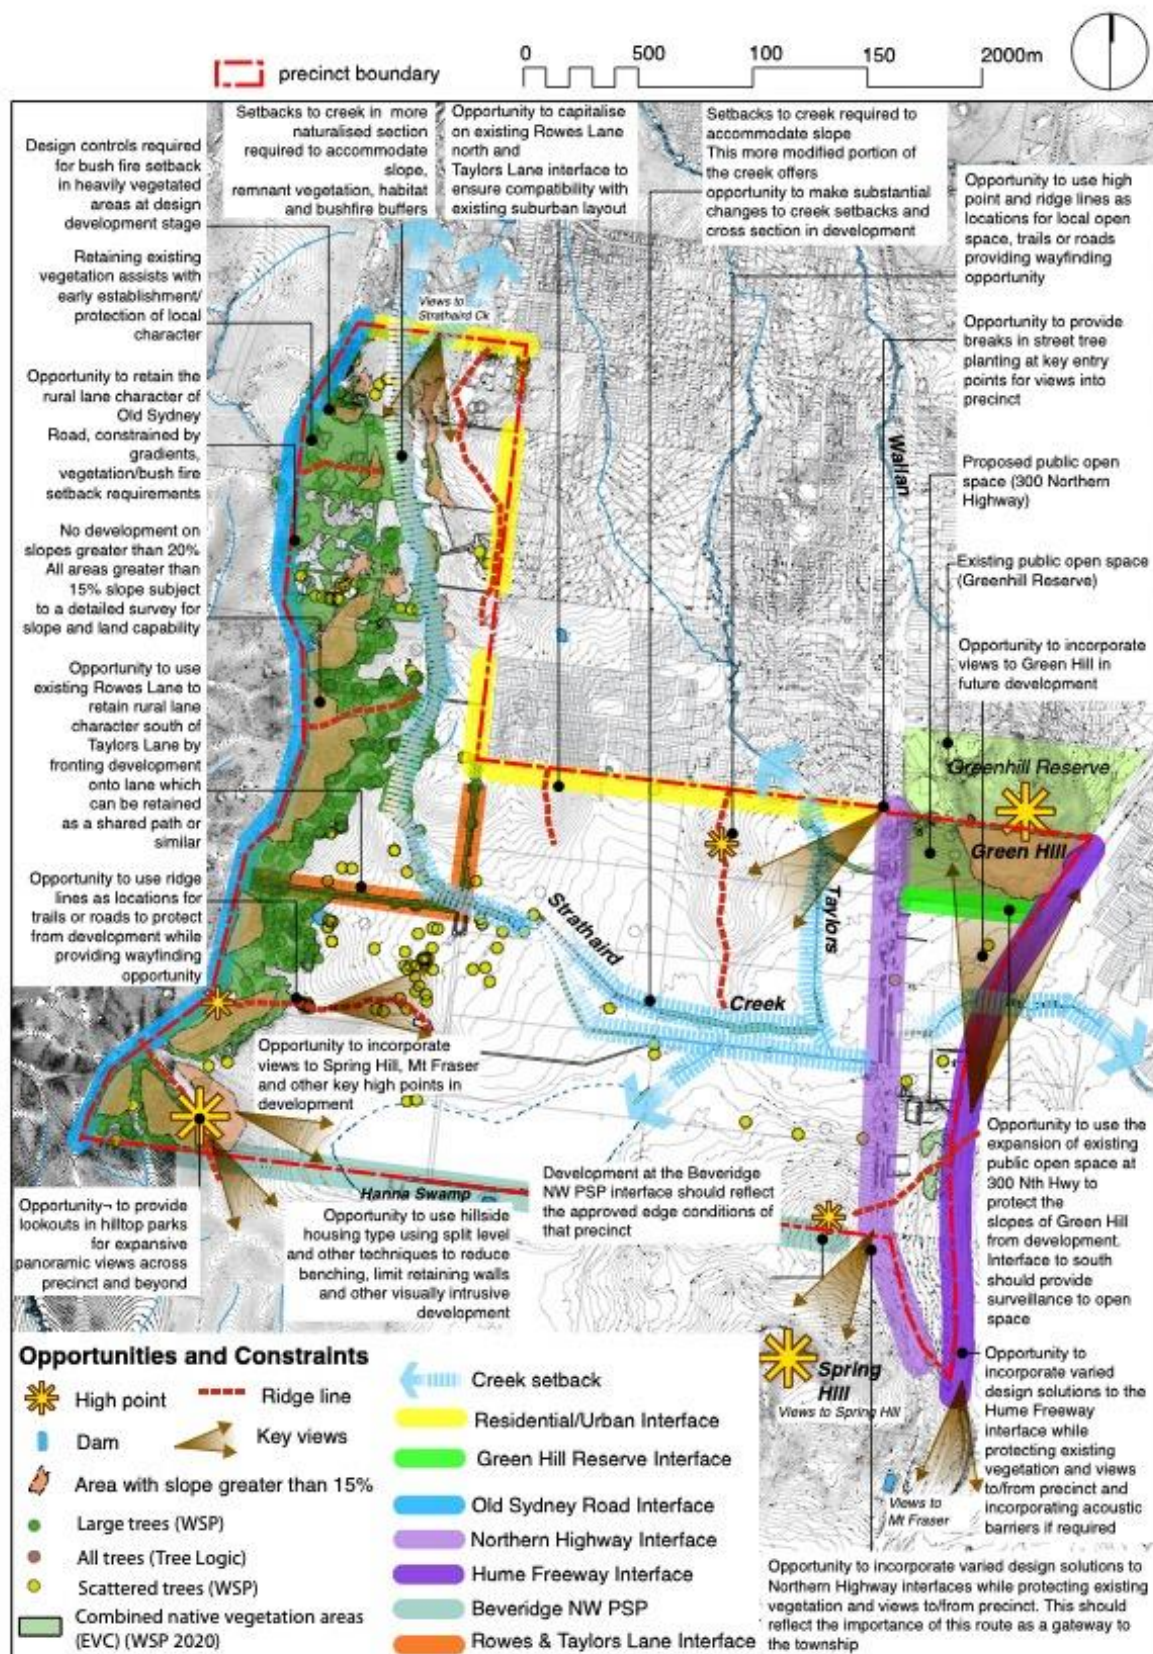 0 500 100 150 2000m
precinct boundary
Design controls required
for bush fire setback
in heavily vegetated
areas at design
development stage
Retaining existing
vegetation assists with
early establishment/
protection of local
character
Opportunity to retain the
rural lane character of
Old Sydney
Road, constrained by
gradients,
vegetation/bush fire
setback requirements
No development on
slopes greater than 20%
All areas greater than
15% slope subject
to a detailed survey for
slope and land capability
Opportunity to use
existing Rowes Lane to
retain rural lane
character south of
Taylors Lane by
fronting development
onto lane which
can be retained
as a shared path or
similar
Opportunity to use ridge
lines as locations for
trails or roads to protect
from development while
providing wayfinding
opportunity
Setbacks to creek in more
naturalised section
required to accommodate
slope,
remnant vegetation, habitat
and bushfire buffers
Opportunity to capitalise
on existing Rowes Lane
north and
Taylors Lane interface to
ensure compatibility with
existing suburban layout
Setbacks to creek required to
accommodate slope
This more modified portion of
the creek offers
opportunity to make substantial
changes to creek setbacks and
cross section in development
Opportunity to use high
point and ridge lines as
locations for local open
space, trails or roads
providing wayfinding
opportunity
Opportunity to provide
breaks in street tree
planting at key entry
points for views into
precinct
Proposed public open
space (300 Northern
Highway)
Existing public open space
(Greenhill Reserve)
Opportunity to incorporate
views to Green Hill in
future development
Views to
Strathaird Ck
Wallan
Greenhill Reserve
Green HIll
Taylors
Strathaird
Creek
Opportunity to incorporate
views to Spring Hill, Mt Fraser
and other key high points in
development
Hanna Swamp
Opportunity¬ to provide
lookouts in hilltop parks
for expansive
panoramic views across
precinct and beyond
Opportunity to use hillside
housing type using split level
and other techniques to reduce
benching, limit retaining walls
and other visually intrusive
development
Development at the Beveridge
NW PSP interface should reflect
the approved edge conditions of
that precinct
Opportunity to use the
expansion of existing
public open space at
300 Nth Hwy to
protect the
slopes of Green Hill
from development.
Interface to south
should provide
surveillance to open
space
Spring
HIll
Views to Spring Hill
Opportunity to
incorporate varied
design solutions to the
Hume Freeway
Interface while
protecting existing
vegetation and views
to/from precinct and
incorporating acoustic
barriers if required
Views to
Mt Fraser
Opportunity to incorporate varied design solutions to
Northern Highway interfaces while protecting existing
vegetation and views to/from precinct. This should
reflect the importance of this route as a gateway to
the township
Opportunities and Constraints
High point
Ridge line
Dam
Key views
Area with slope greater than 15%
Large trees (WSP)
All trees (Tree Logic)
Scattered trees (WSP)
Combined native vegetation areas
(EVC) (WSP 2020)
Creek setback
Residential/Urban Interface
Green Hill Reserve Interface
Old Sydney Road Interface
Northern Highway Interface
Hume Freeway Interface
Beveridge NW PSP
Rowes & Taylors Lane Interface